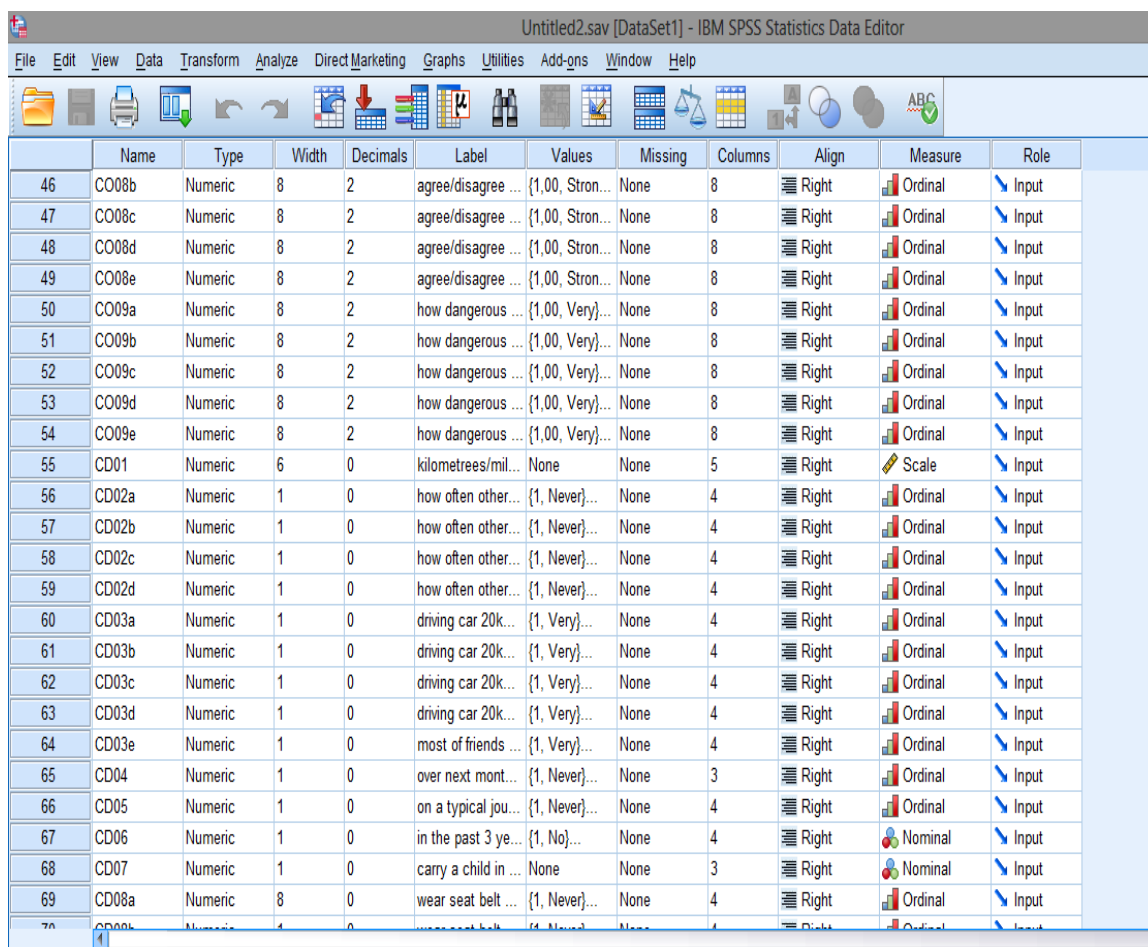 Untitled2.sav [DataSet1] - IBM SPSS Statistics Data Editor
File Edit View Data Transform Analyze Direct Marketing Graphs Utilities Add-ons Window Help
Name Type Width Decimals Label Values Missing Columns Align Measure Role
46 CO08b Numeric 8 2 agree/disagree ... {1,00, Stron... None 8 Right Ordinal Input
47 CO08c Numeric 8 2 agree/disagree ... {1,00, Stron... None 8 Right Ordinal Input
48 CO08d Numeric 8 2 agree/disagree ... {1,00, Stron... None 8 Right Ordinal Input
49 CO08e Numeric 8 2 agree/disagree ... {1,00, Stron... None 8 Right Ordinal Input
50 CO09a Numeric 8 2 how dangerous ... {1,00, Very}... None 8 Right Ordinal Input
51 CO09b Numeric 8 2 how dangerous ... {1,00, Very}... None 8 Right Ordinal Input
52 CO09c Numeric 8 2 how dangerous ... {1,00, Very}... None 8 Right Ordinal Input
53 CO09d Numeric 8 2 how dangerous ... {1,00, Very}... None 8 Right Ordinal Input
54 CO09e Numeric 8 2 how dangerous ... {1,00, Very}... None 8 Right Ordinal Input
55 CD01 Numeric 6 0 kilometrees/mil... None None 5 Right Scale Input
56 CD02a Numeric 1 0 how often other... {1, Never}... None 4 Right Ordinal Input
57 CD02b Numeric 1 0 how often other... {1, Never}... None 4 Right Ordinal Input
58 CD02c Numeric 1 0 how often other... {1, Never}... None 4 Right Ordinal Input
59 CD02d Numeric 1 0 how often other... {1, Never}... None 4 Right Ordinal Input
60 CD03a Numeric 1 0 driving car 20k... {1, Very}... None 4 Right Ordinal Input
61 CD03b Numeric 1 0 driving car 20k... {1, Very}... None 4 Right Ordinal Input
62 CD03c Numeric 1 0 driving car 20k... {1, Very}... None 4 Right Ordinal Input
63 CD03d Numeric 1 0 driving car 20k... {1, Very}... None 4 Right Ordinal Input
64 CD03e Numeric 1 0 most of friends ... {1, Very}... None 4 Right Ordinal Input
65 CD04 Numeric 1 0 over next mont... {1, Never}... None 3 Right Ordinal Input
66 CD05 Numeric 1 0 on a typical jou... {1, Never}... None 4 Right Ordinal Input
67 CD06 Numeric 1 0 in the past 3 ye... {1, No}... None 4 Right Nominal Input
68 CD07 Numeric 1 0 carry a child in ... None None 3 Right Nominal Input
69 CD08a Numeric 8 0 wear seat belt ... {1, Never}... None 4 Right Ordinal Input